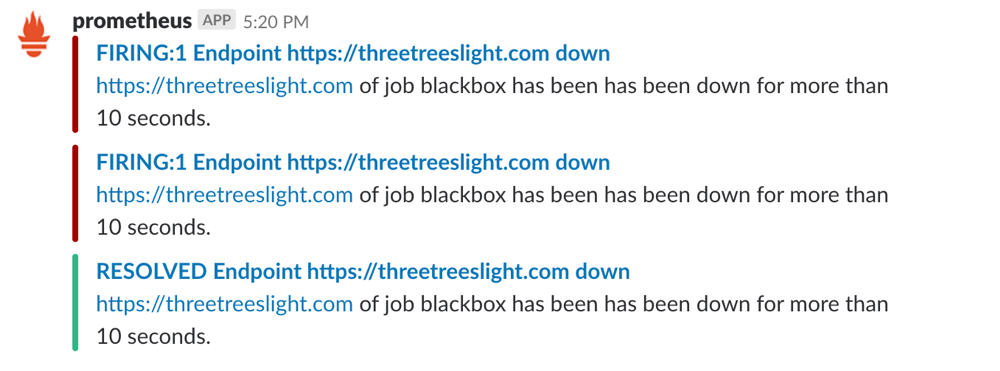 prometheus APP 5:20 PM
FIRING:1 Endpoint https://threetreeslight.com down
https://threetreeslight.com of job blackbox has been has been down for more than
10 seconds.
FIRING:1 Endpoint https://threetreeslight.com down
https://threetreeslight.com of job blackbox has been has been down for more than
10 seconds.
RESOLVED Endpoint https://threetreeslight.com down
https://threetreeslight.com of job blackbox has been has been down for more than
10 seconds.